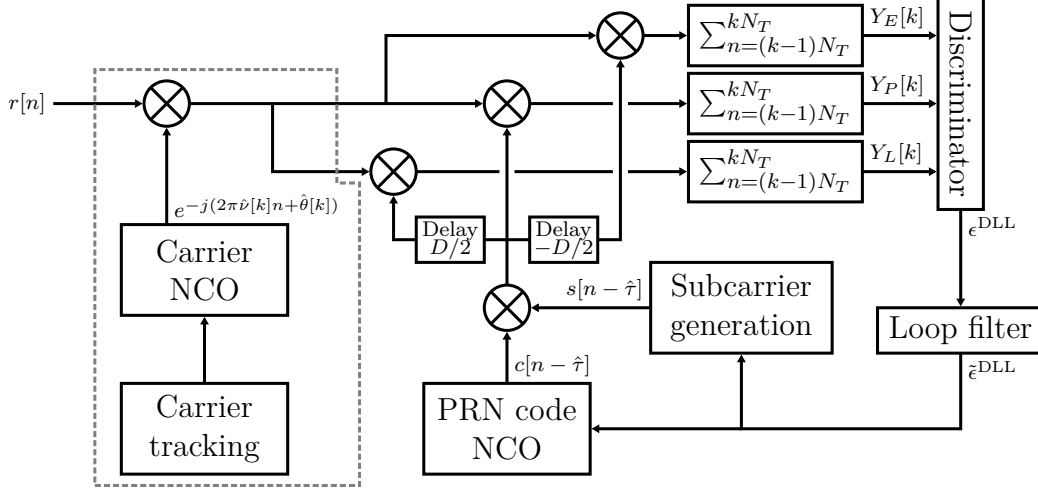 ∑_{n=(k−1)N_T}^{kN_T}
Y_E[k]
r[n]
∑_{n=(k−1)N_T}^{kN_T}
Y_P[k]
∑_{n=(k−1)N_T}^{kN_T}
Y_L[k]
Discriminator
e^{−j(2πν̂[k]n+θ̂[k])}
Carrier
NCO
Delay
D/2
Delay
−D/2
ϵ^{DLL}
s[n − τ̂]
Subcarrier
generation
Loop filter
c[n − τ̂]
ϵ̃^{DLL}
Carrier
tracking
PRN code
NCO